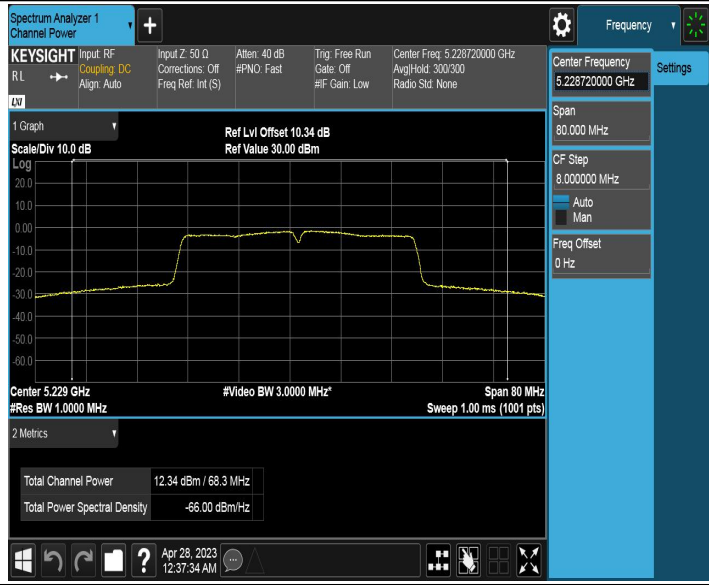 Spectrum Analyzer 1
Channel Power
+
Frequency
KEYSIGHT
RL
LXI
Input: RF
Coupling: DC
Align: Auto
Input Z: 50 Ω
Corrections: Off
Freq Ref: Int (S)
Atten: 40 dB
#PNO: Fast
Trig: Free Run
Gate: Off
#IF Gain: Low
Center Freq: 5.228720000 GHz
Avg|Hold: 300/300
Radio Std: None
Center Frequency
5.228720000 GHz
Settings
Span
80.000 MHz
CF Step
8.000000 MHz
Auto
Man
Freq Offset
0 Hz
1 Graph
Scale/Div 10.0 dB
Ref Lvl Offset 10.34 dB
Ref Value 30.00 dBm
Log
20.0
10.0
0.00
-10.0
-20.0
-30.0
-40.0
-50.0
-60.0
Center 5.229 GHz
#Video BW 3.0000 MHz*
Span 80 MHz
#Res BW 1.0000 MHz
Sweep 1.00 ms (1001 pts)
2 Metrics
Total Channel Power 12.34 dBm / 68.3 MHz
Total Power Spectral Density -66.00 dBm/Hz
?
Apr 28, 2023
12:37:34 AM